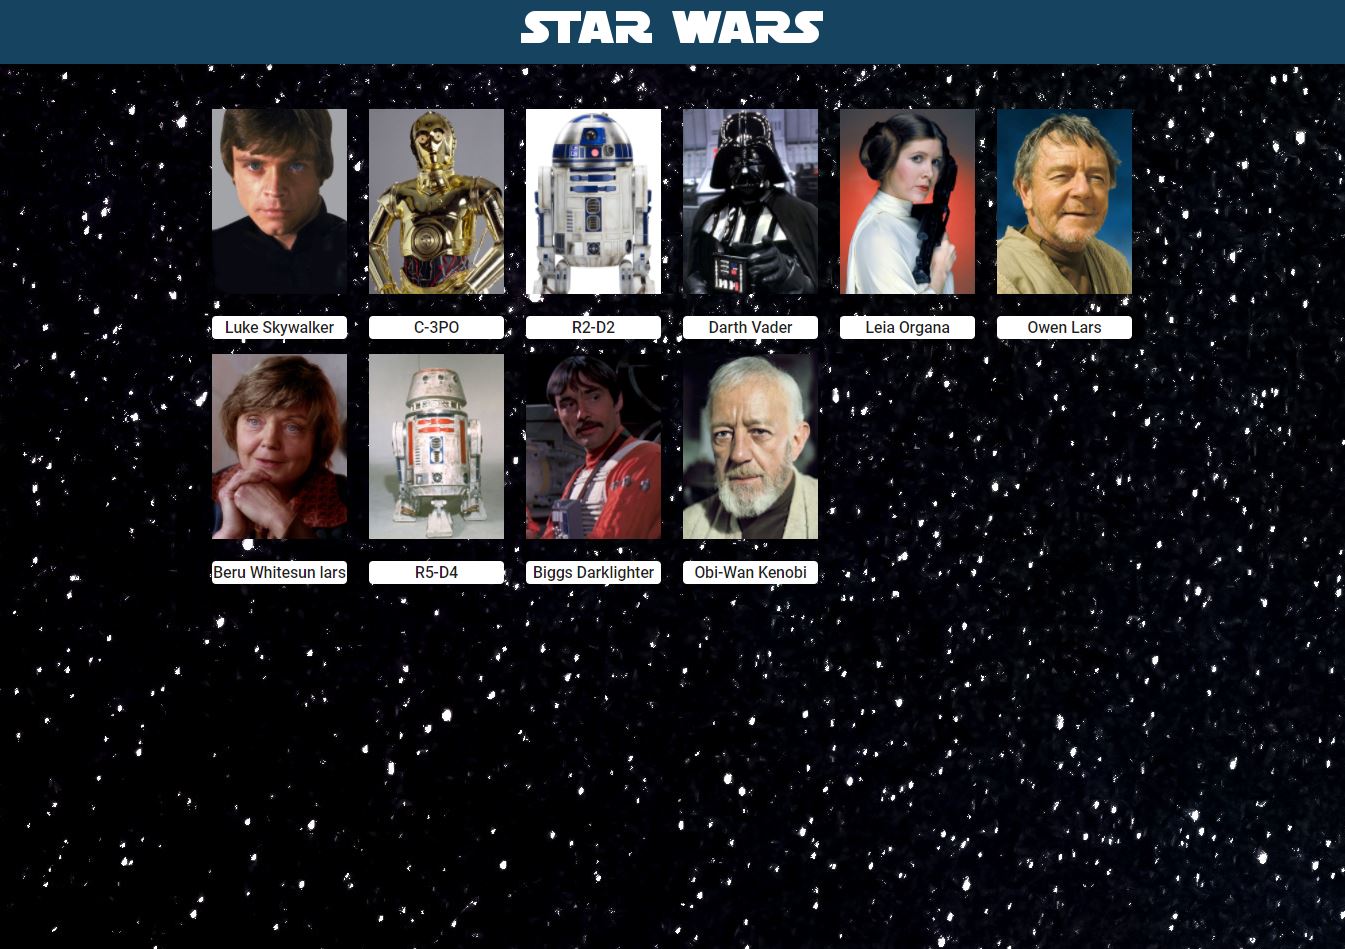 STAR WARS
Luke Skywalker
C-3PO
R2-D2
Darth Vader
Leia Organa
Owen Lars
Beru Whitesun lars
R5-D4
Biggs Darklighter
Obi-Wan Kenobi